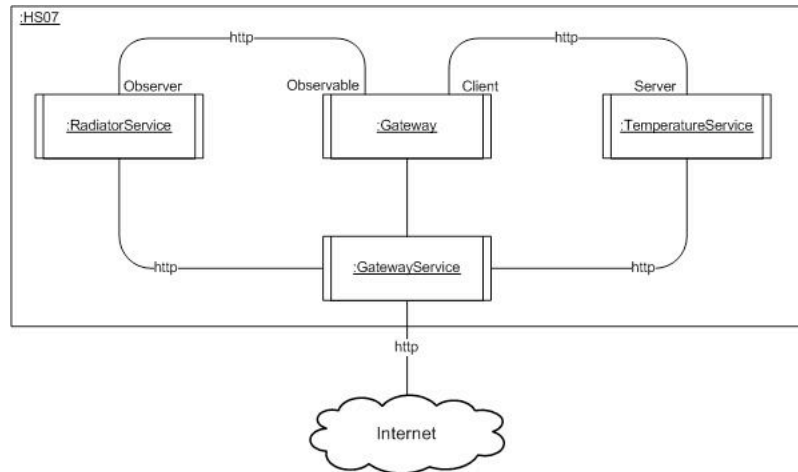 :HS07
http
http
Observer
Observable
Client
Server
:RadiatorService
:Gateway
:TemperatureService
http
:GatewayService
http
http
Internet